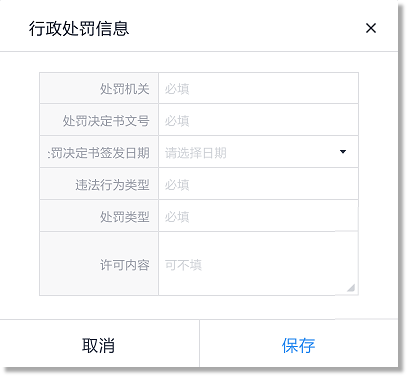 行政处罚信息 ×
处罚机关 必填
处罚决定书文号 必填
罚决定书签发日期 请选择日期
违法行为类型 必填
处罚类型 必填
许可内容 可不填
取消 保存